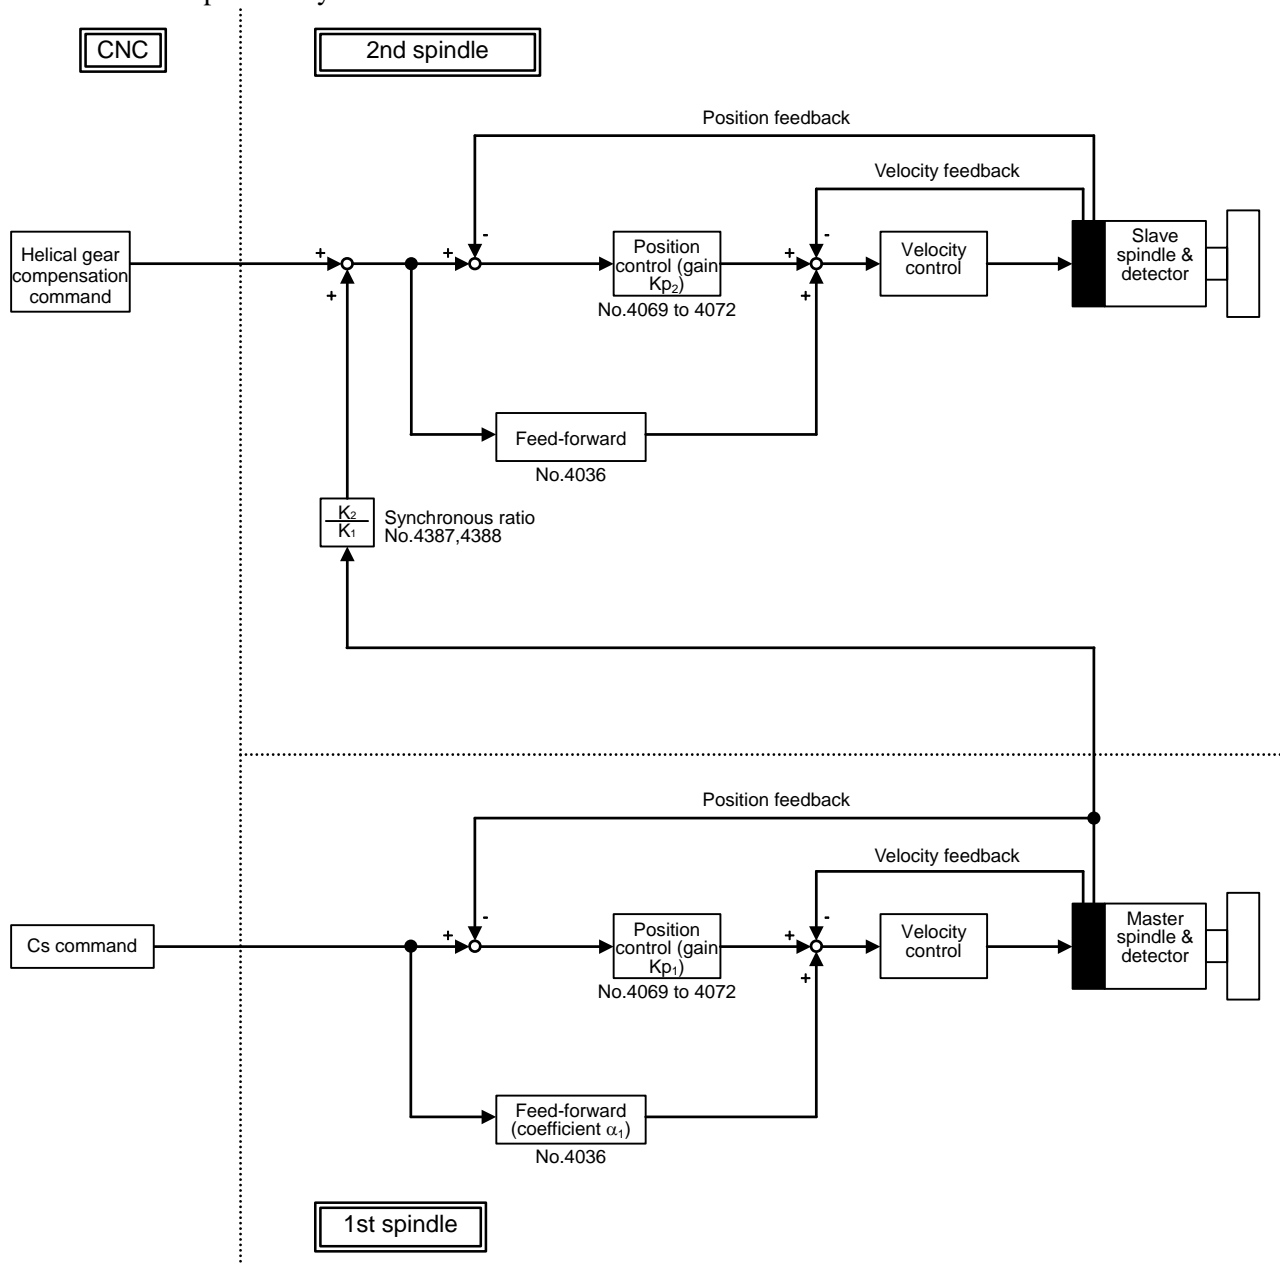 CNC
2nd spindle
Position feedback
Velocity feedback
Helical gear
compensation
command
+
+
+
-
Position
control (gain
Kp₂)
No.4069 to 4072
+
-
+
Velocity
control
Slave
spindle &
detector
Feed-forward
No.4036
K₂
K₁
Synchronous ratio
No.4387,4388
Position feedback
Velocity feedback
Cs command
+
-
Position
control (gain
Kp₁)
No.4069 to 4072
+
-
+
Velocity
control
Master
spindle &
detector
Feed-forward
(coefficient α₁)
No.4036
1st spindle